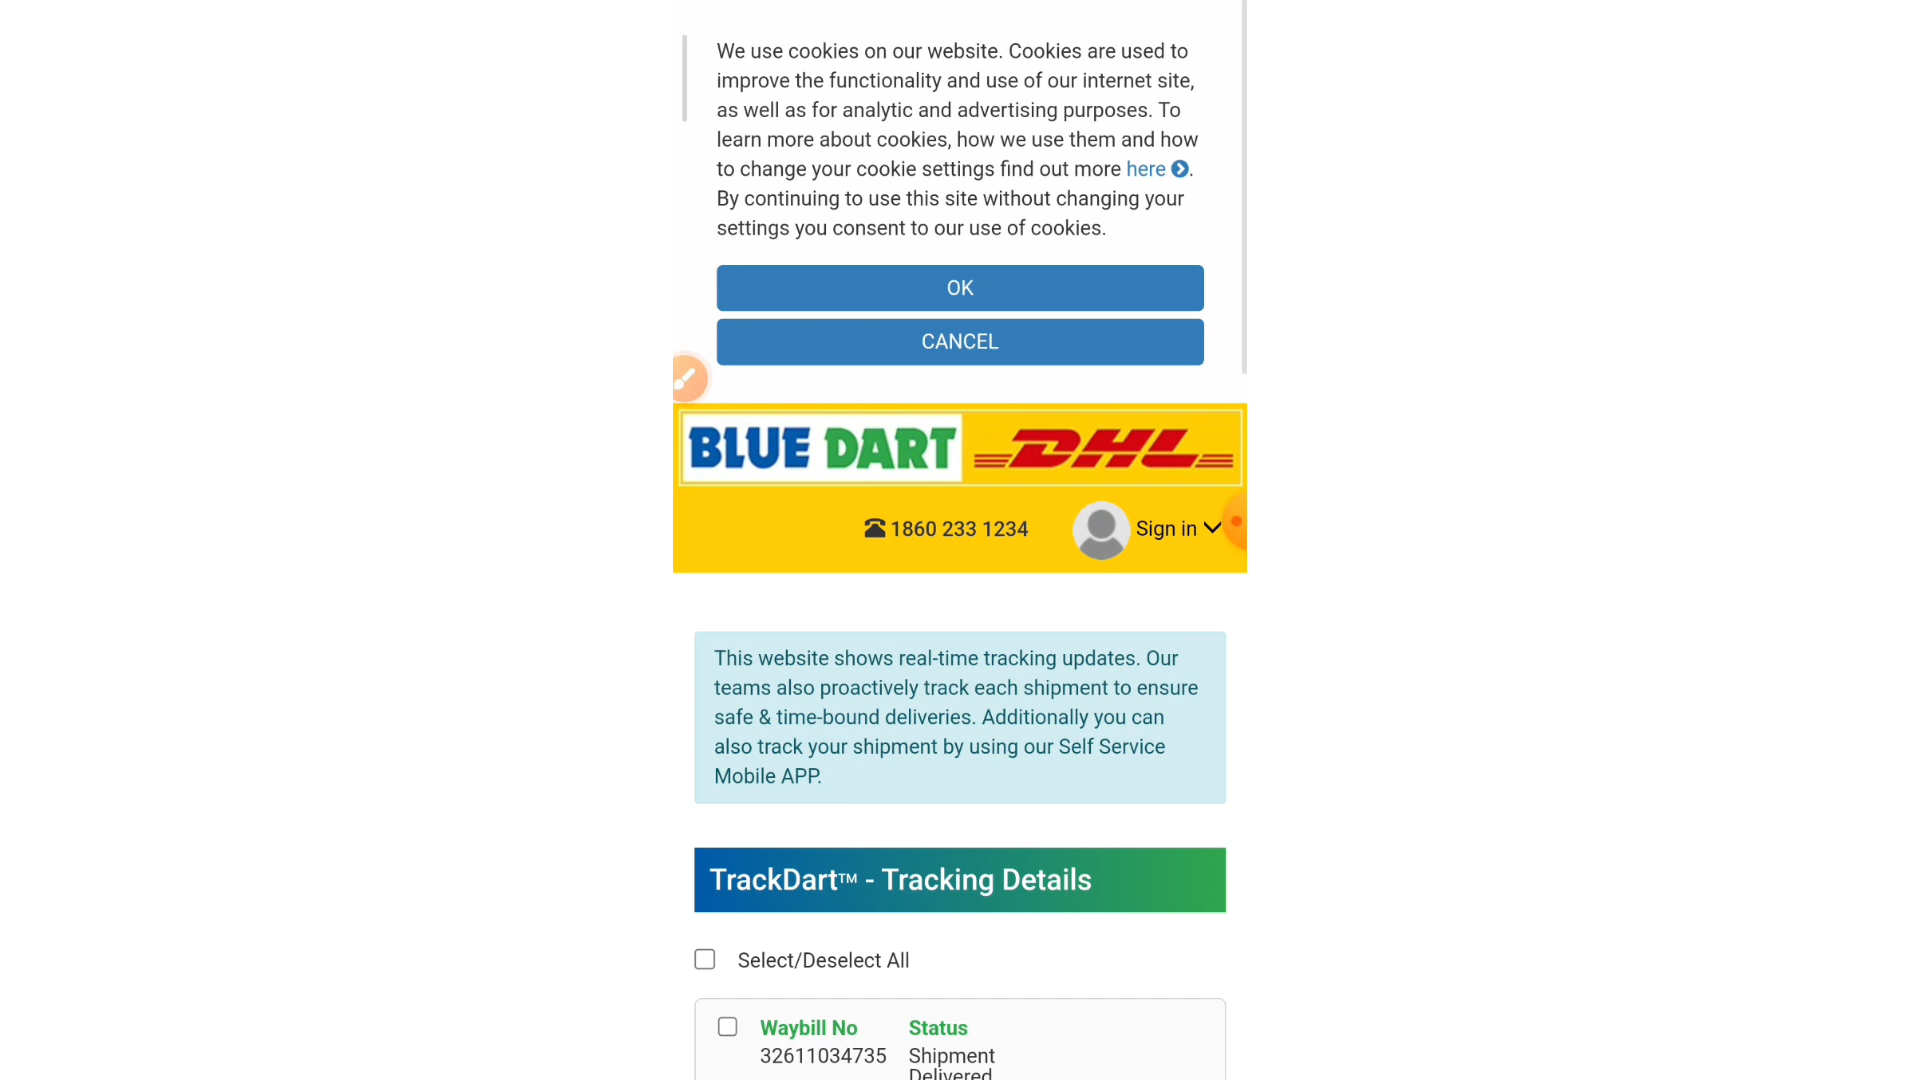 We use cookies on our website. Cookies are used to
improve the functionality and use of our internet site,
as well as for analytic and advertising purposes. To
learn more about cookies, how we use them and how
to change your cookie settings find out more here.
By continuing to use this site without changing your
settings you consent to our use of cookies.
OK
CANCEL
BLUE DART DHL
1860 233 1234 Sign in
This website shows real-time tracking updates. Our
teams also proactively track each shipment to ensure
safe & time-bound deliveries. Additionally you can
also track your shipment by using our Self Service
Mobile APP.
TrackDart™ - Tracking Details
Select/Deselect All
Waybill No Status
32611034735 Shipment
Delivered